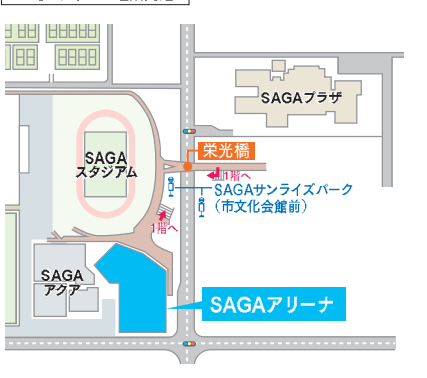 SAGAプラザ
栄光橋
SAGA
スタジアム
1階へ
SAGAサンライズパーク
(市文化会館前)
1階へ
SAGA
アクア
SAGAアリーナ